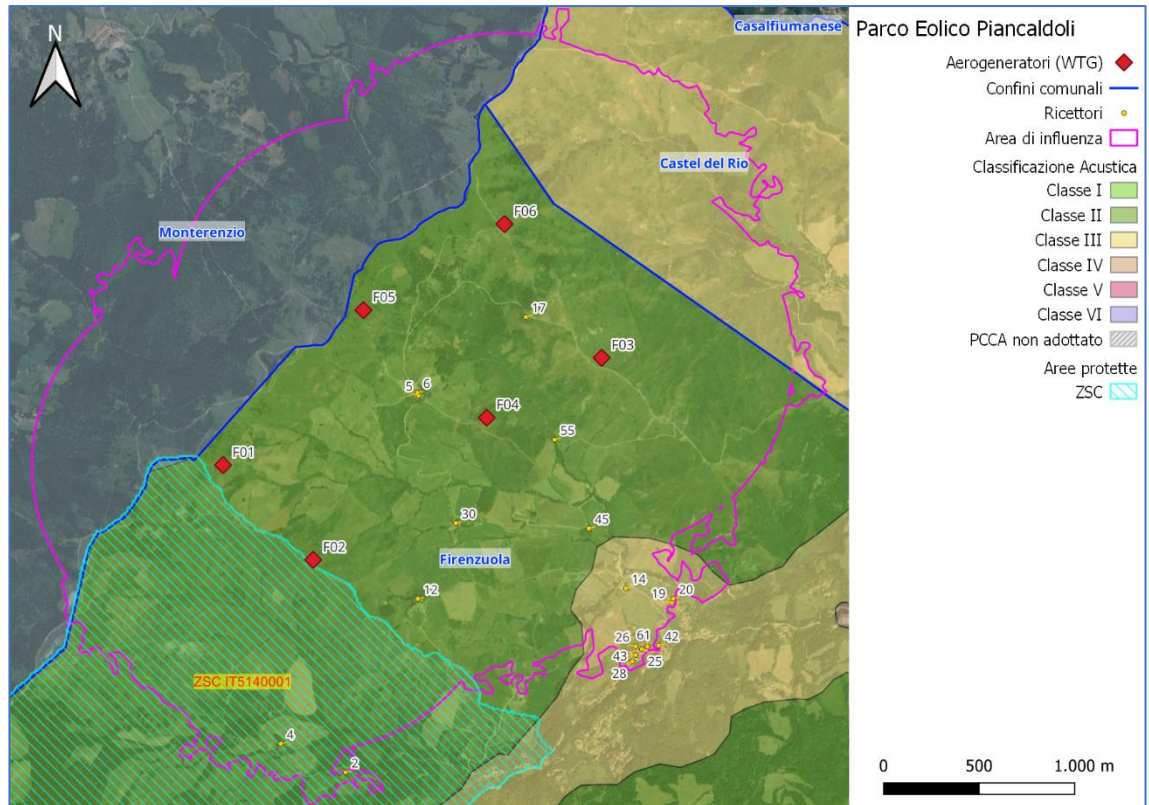 N
Casalfiumanese
Castel del Rio
Monterenzio
F06
F05
17
F03
5
6
F04
55
F01
30
45
Firenzuola
F02
14
12
19
20
26
61
42
43
25
28
ZSC IT5140001
4
2
Parco Eolico Piancaldoli
Aerogeneratori (WTG)
Confini comunali
Ricettori
Area di influenza
Classificazione Acustica
Classe I
Classe II
Classe III
Classe IV
Classe V
Classe VI
PCCA non adottato
Aree protette
ZSC
0 500 1.000 m